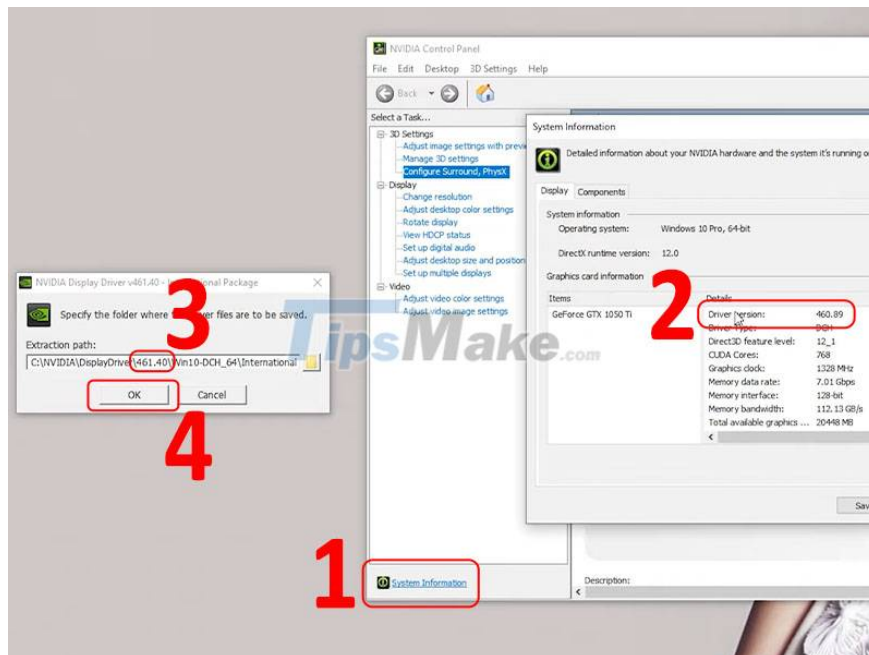 NVIDIA Control Panel
File Edit Desktop 3D Settings Help
Back
Select a Task...
3D Settings
Adjust image settings with
Manage 3D settings
Configure Surround, PhysX
Display
Change resolution
Adjust desktop color settings
Rotate display
View HDCP status
Set up digital audio
Adjust desktop size and position
Set up multiple displays
Video
Adjust video color settings
Adjust video image settings
System Information
1
System Information
Detailed information about your NVIDIA hardware and the system it's running
Display Components
System information
Operating system: Windows 10 Pro, 64-bit
DirectX runtime version: 12.0
Graphics card information
Items Details
GeForce GTX 1050 Ti
2
Driver version: 460.89
Driver Type: DCH
Direct3D feature level: 12_1
CUDA Cores: 768
Graphics clock: 1328 MHz
Memory data rate: 7.01 Gbps
Memory interface: 128-bit
Memory bandwidth: 112.13 GB/s
Total available graphics ... 20448 MB
Description:
NVIDIA Display Driver v461.40 - International Package
3
Specify the folder where the driver files are to be saved.
Extraction path:
C:\NVIDIA\DisplayDriver\461.40\Win10-DCH_64\International
OK Cancel
4
TipsMake.com